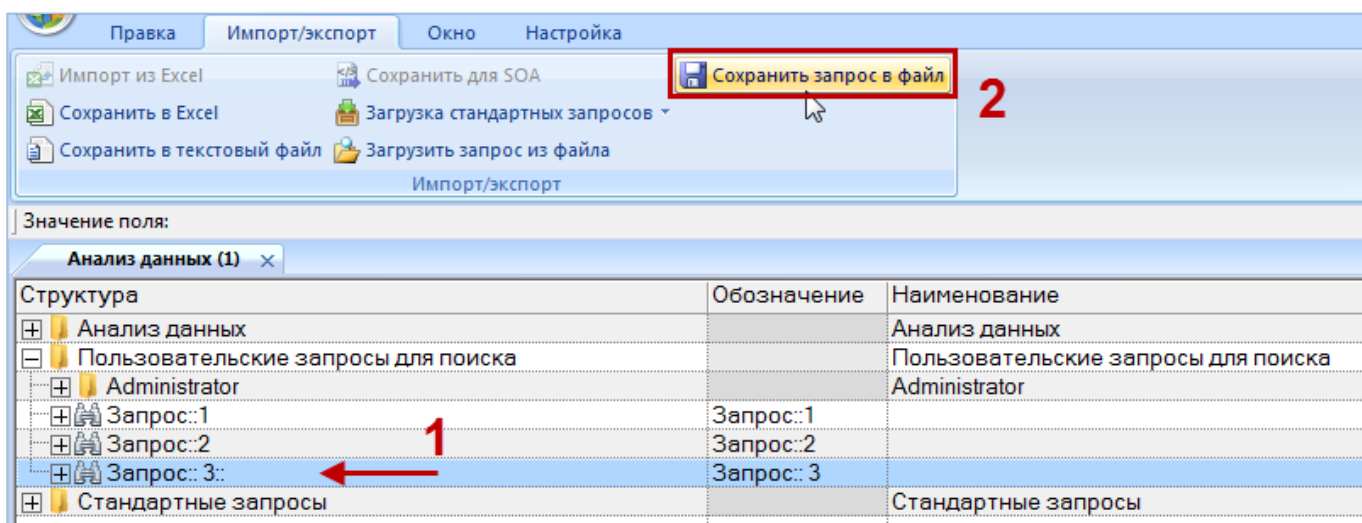 Правка Импорт/экспорт Окно Настройка
Импорт из Excel Сохранить для SOA Сохранить запрос в файл 2
Сохранить в Excel Загрузка стандартных запросов
Сохранить в текстовый файл Загрузить запрос из файла
Импорт/экспорт
Значение поля:
Анализ данных (1)
Структура Обозначение Наименование
Анализ данных Анализ данных
Пользовательские запросы для поиска Пользовательские запросы для поиска
Administrator Administrator
Запрос::1 Запрос::1
Запрос::2 1 Запрос::2
Запрос:: 3:: Запрос:: 3
Стандартные запросы Стандартные запросы